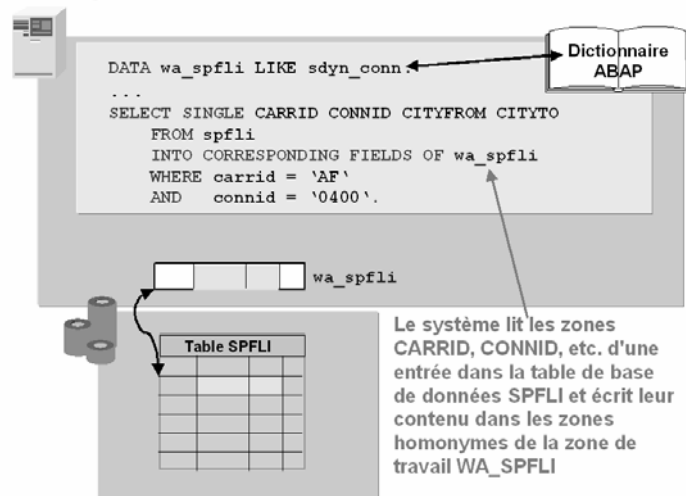 Dictionnaire
ABAP
DATA wa_spfli LIKE sdyn_conn.
...
SELECT SINGLE CARRID CONNID CITYFROM CITYTO
FROM spfli
INTO CORRESPONDING FIELDS OF wa_spfli
WHERE carrid = 'AF'
AND connid = '0400'.
wa_spfli
Table SPFLI
Le système lit les zones
CARRID, CONNID, etc. d'une
entrée dans la table de base
de données SPFLI et écrit leur
contenu dans les zones
homonymes de la zone de
travail WA_SPFLI